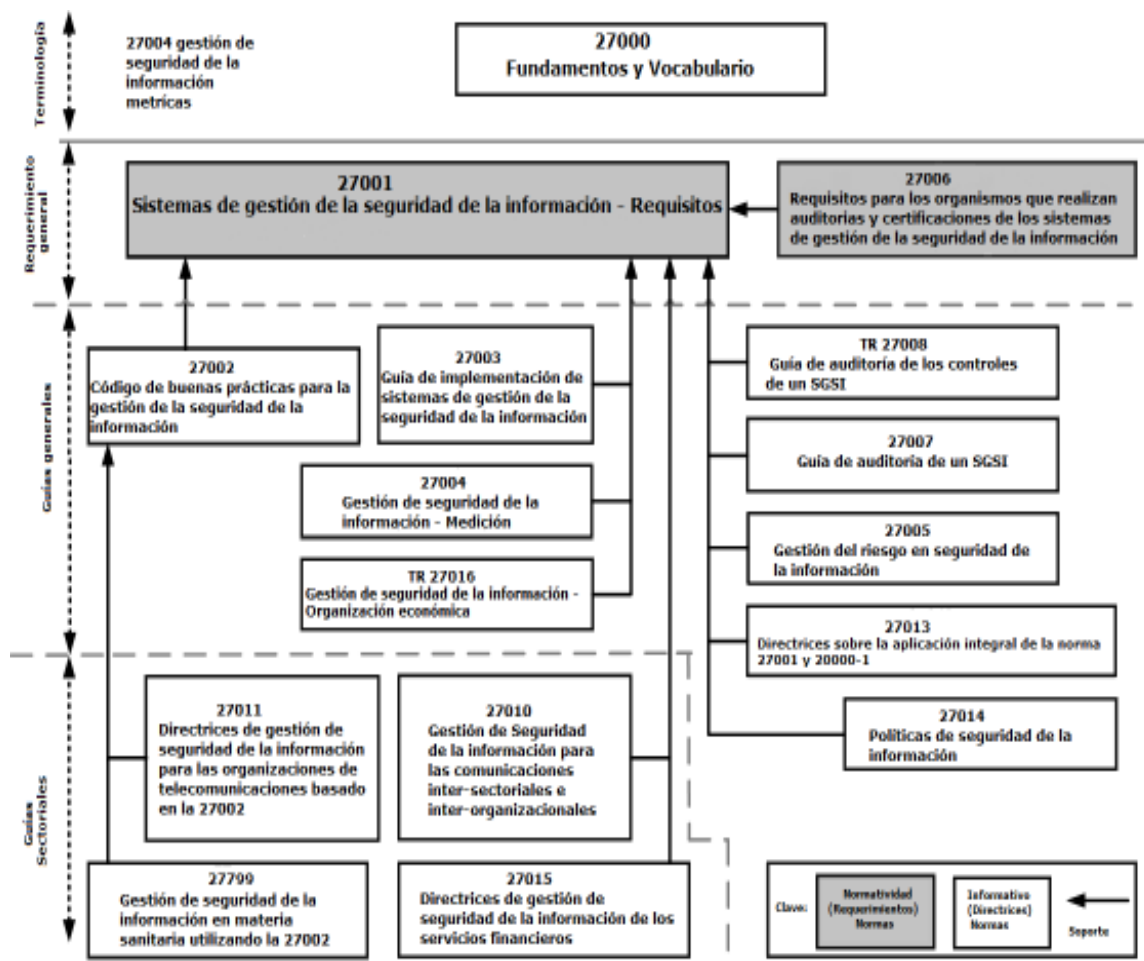 Terminología
27004 gestión de
seguridad de la
información
metricas
27000
Fundamentos y Vocabulario
Requerimiento
general
27001
Sistemas de gestión de la seguridad de la información - Requisitos
27006
Requisitos para los organismos que realizan
auditorias y certificaciones de los sistemas
de gestión de la seguridad de la información
Guías generales
27002
Código de buenas prácticas para la
gestión de la seguridad de la
información
27003
Guía de implementación de
sistemas de gestión de la
seguridad de la información
27004
Gestión de seguridad de la
información - Medición
TR 27016
Gestión de seguridad de la información -
Organización económica
TR 27008
Guía de auditoría de los controles
de un SGSI
27007
Guía de auditoria de un SGSI
27005
Gestión del riesgo en seguridad de
la información
27013
Directrices sobre la aplicación integral de la norma
27001 y 20000-1
27014
Políticas de seguridad de la
información
Guías
Sectoriales
27011
Directrices de gestión de
seguridad de la información
para las organizaciones de
telecomunicaciones basado
en la 27002
27010
Gestión de Seguridad
de la información para
las comunicaciones
inter-sectoriales e
inter-organizacionales
27799
Gestión de seguridad de la
información en materia
sanitaria utilizando la 27002
27015
Directrices de gestión de
seguridad de la información de los
servicios financieros
Clave:
Normatividad
(Requerimientos)
Normas
Informativo
(Directrices)
Normas
Soporte